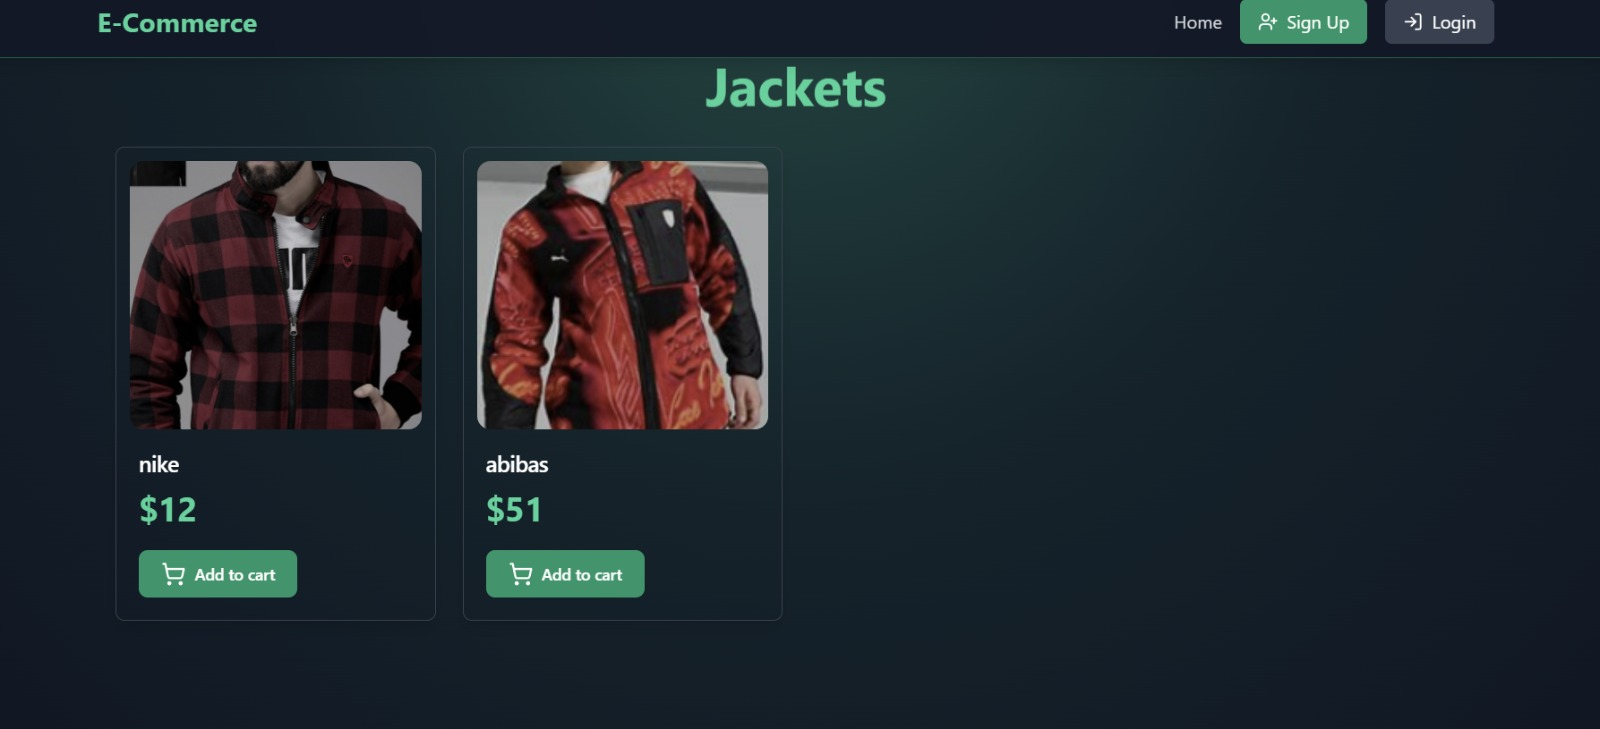 E-Commerce
Home
Sign Up
Login
Jackets
nike
$12
Add to cart
abibas
$51
Add to cart